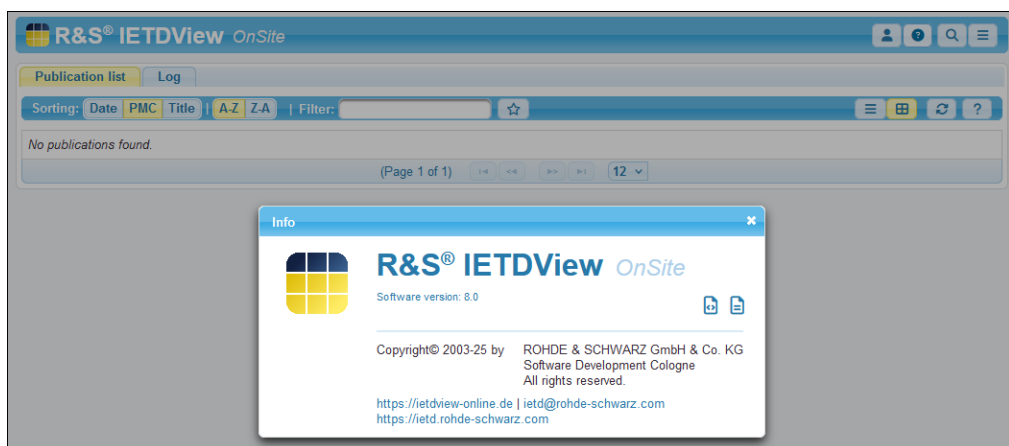 R&S® IETDView OnSite
Publication list Log
Sorting: Date PMC Title | A-Z Z-A | Filter:
No publications found.
(Page 1 of 1) 12
Info
R&S® IETDView OnSite
Software version: 8.0
Copyright© 2003-25 by ROHDE & SCHWARZ GmbH & Co. KG
Software Development Cologne
All rights reserved.
https://ietdview-online.de | ietd@rohde-schwarz.com
https://ietd.rohde-schwarz.com